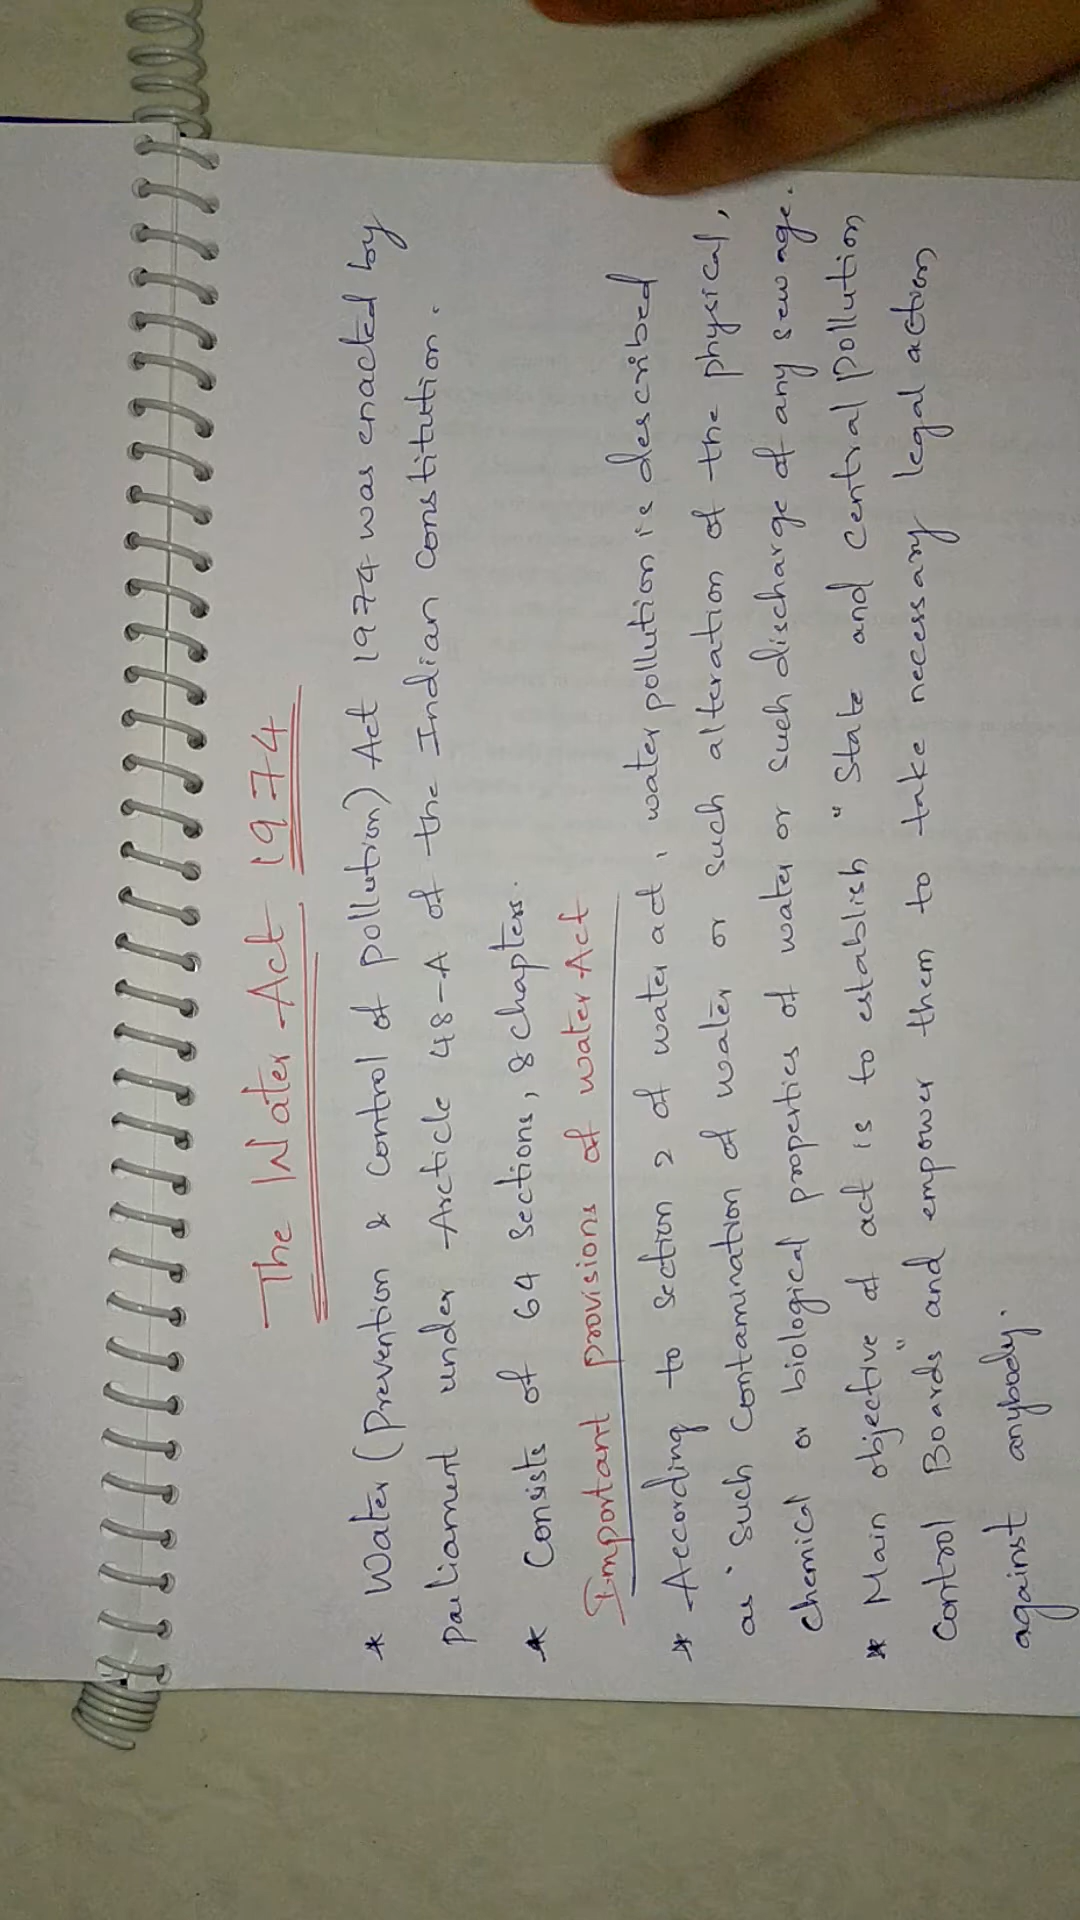 The Water Act 1974
* Water (Prevention & control of pollution) Act 1974 was enacted by
Parliament under Article 48-A of the Indian constitution.
* Consists of 64 sections, 8 chapters.
Important provisions of water Act
* According to section 2 of water act, water pollution is described
as "such contamination of water or such alteration of the physical,
chemical or biological properties of water or such discharge of any sewage.
* Main objective of act is to establish "State and central pollution
control Boards" and empower them to take necessary legal action
against anybody.